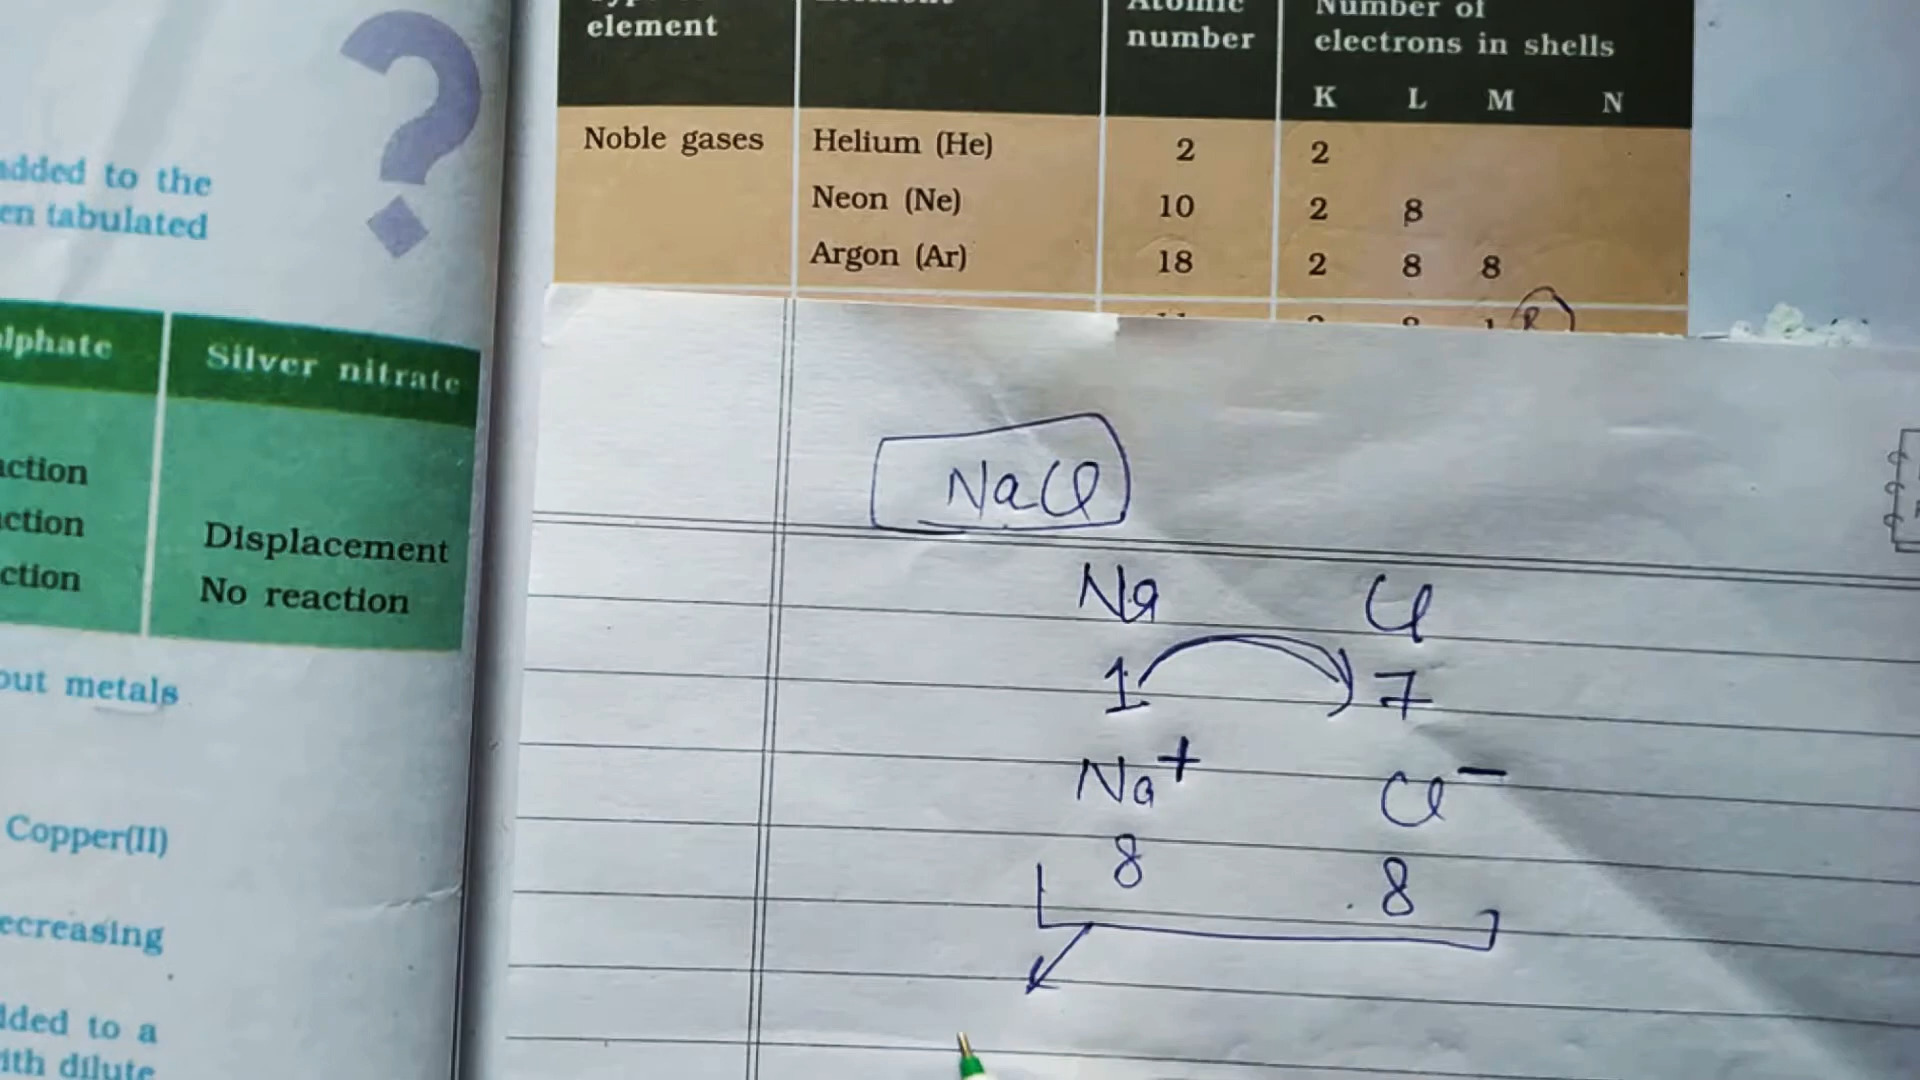 added to the
en tabulated
lphate Silver nitrate
action
action Displacement
ction No reaction
out metals
Copper(II)
ecreasing
dded to a
ith dilute
element Atomic Number of
number electrons in shells
K L M N
Noble gases Helium (He) 2 2
Neon (Ne) 10 2 8
Argon (Ar) 18 2 8 8
NaCl
Na Cl
1 7
Na+ Cl−
8 8